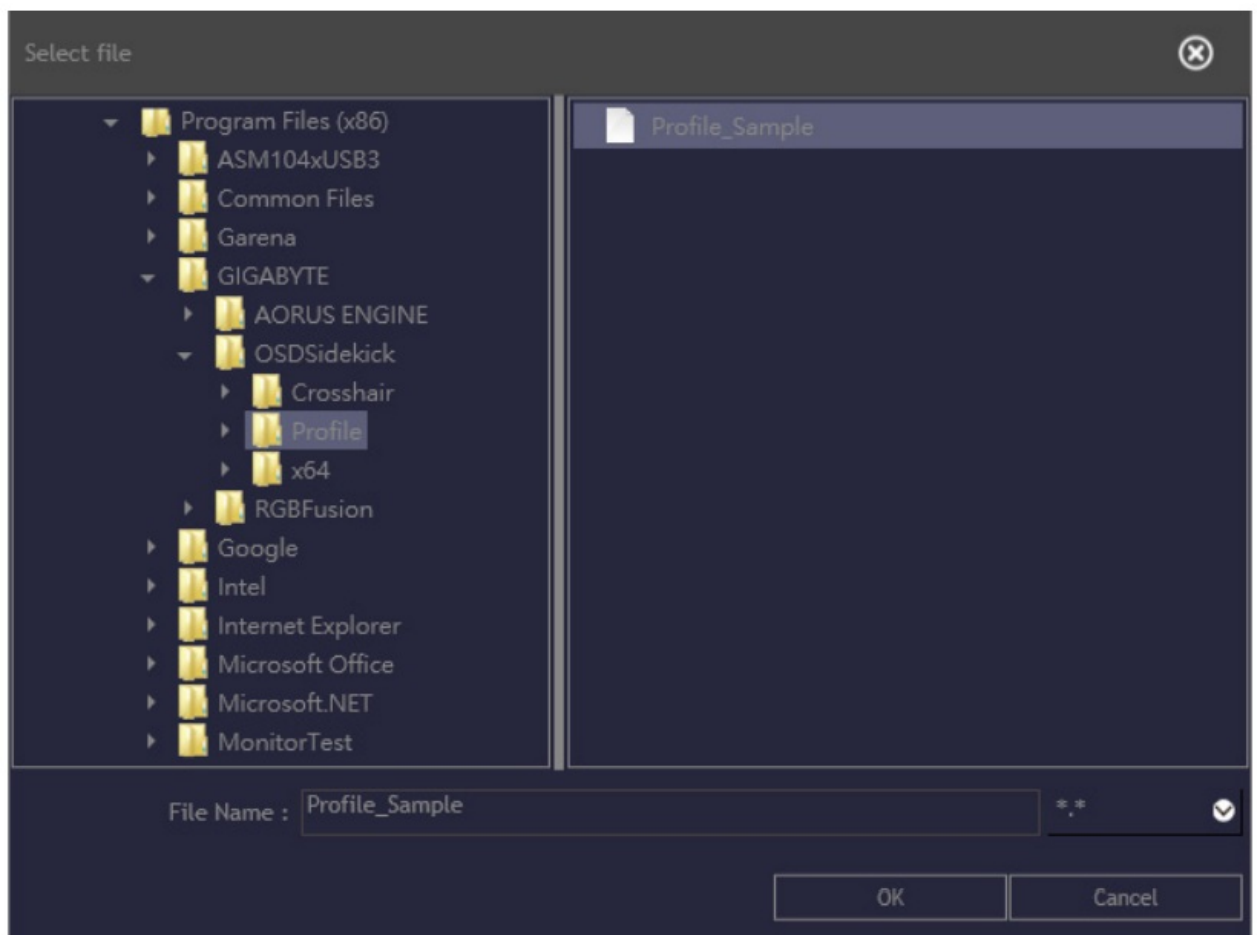 Select file
Program Files (x86)
ASM104xUSB3
Common Files
Garena
GIGABYTE
AORUS ENGINE
OSDSidekick
Crosshair
Profile
x64
RGBFusion
Google
Intel
Internet Explorer
Microsoft Office
Microsoft.NET
MonitorTest
Profile_Sample
File Name : Profile_Sample *.*
OK Cancel